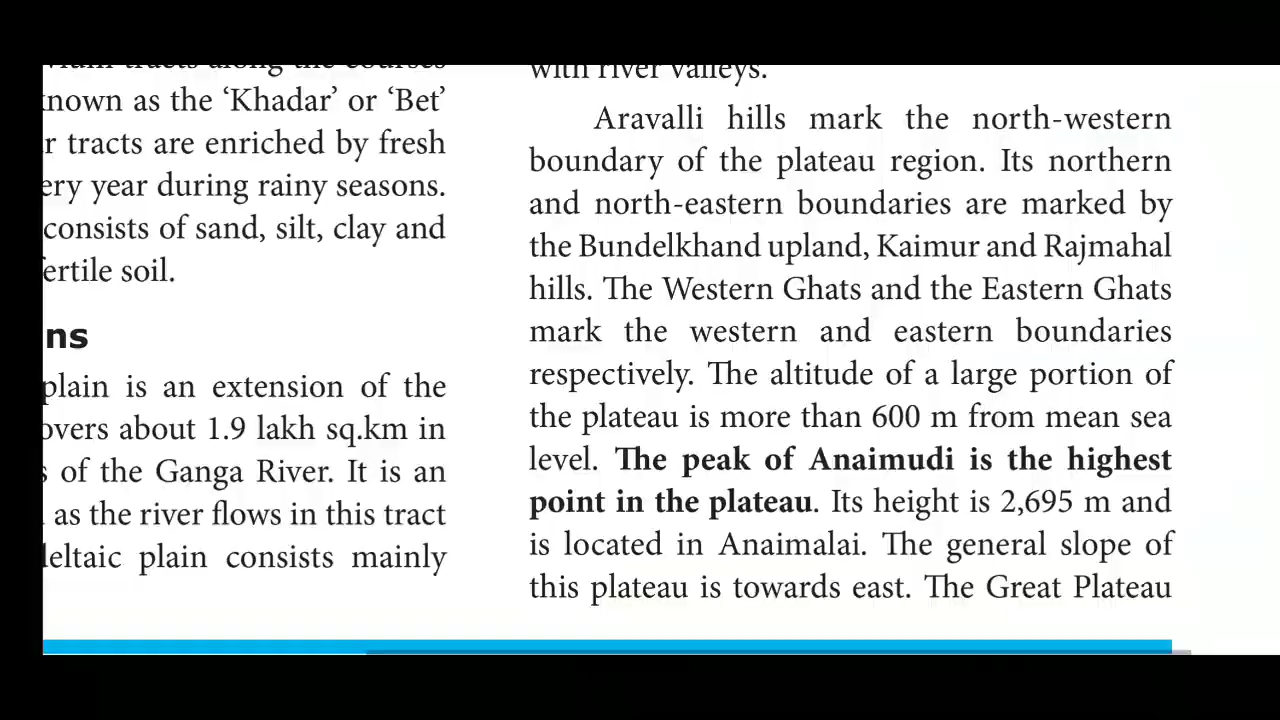 known as the ‘Khadar’ or ‘Bet’
r tracts are enriched by fresh
ery year during rainy seasons.
consists of sand, silt, clay and
fertile soil.
ns
plain is an extension of the
overs about 1.9 lakh sq.km in
s of the Ganga River. It is an
as the river flows in this tract
deltaic plain consists mainly
with river valleys.
Aravalli hills mark the north-western
boundary of the plateau region. Its northern
and north-eastern boundaries are marked by
the Bundelkhand upland, Kaimur and Rajmahal
hills. The Western Ghats and the Eastern Ghats
mark the western and eastern boundaries
respectively. The altitude of a large portion of
the plateau is more than 600 m from mean sea
level. The peak of Anaimudi is the highest
point in the plateau. Its height is 2,695 m and
is located in Anaimalai. The general slope of
this plateau is towards east. The Great Plateau